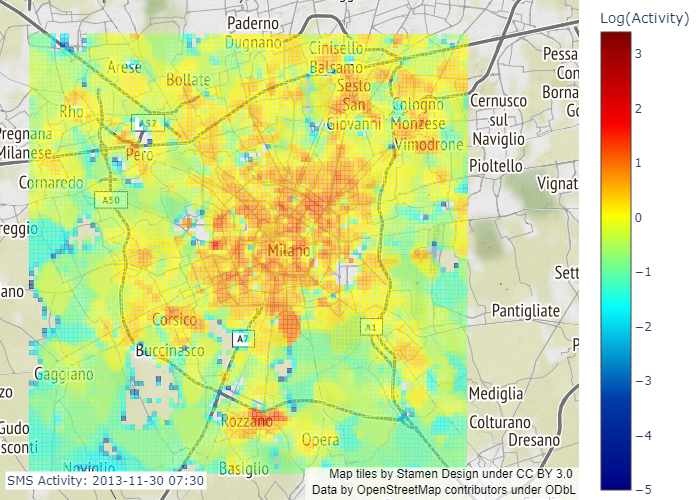 Log(Activity)
3
2
1
0
−1
−2
−3
−4
−5
Paderno
Dugnano
Cinisello
Balsamo
Arese
Bollate
Sesto
San
Giovanni
Cologno
Monzese
Vimodrone
Rho
A52
Pero
Pregnana
Milanese
Cornaredo
A50
Cernusco
sul
Naviglio
Pioltello
Pessa
Con
Borna
Go
Vignat
reggio
ano
Milano
Sett
Pantigliate
P
Corsico
A7
A1
Buccinasco
Gaggiano
zo
Mediglia
Colturano
Dresano
Gudo
sconti
Rozzano
Opera
Noviglio
Basiglio
SMS Activity: 2013-11-30 07:30
Map tiles by Stamen Design under CC BY 3.0
Data by OpenStreetMap contributors under ODbL